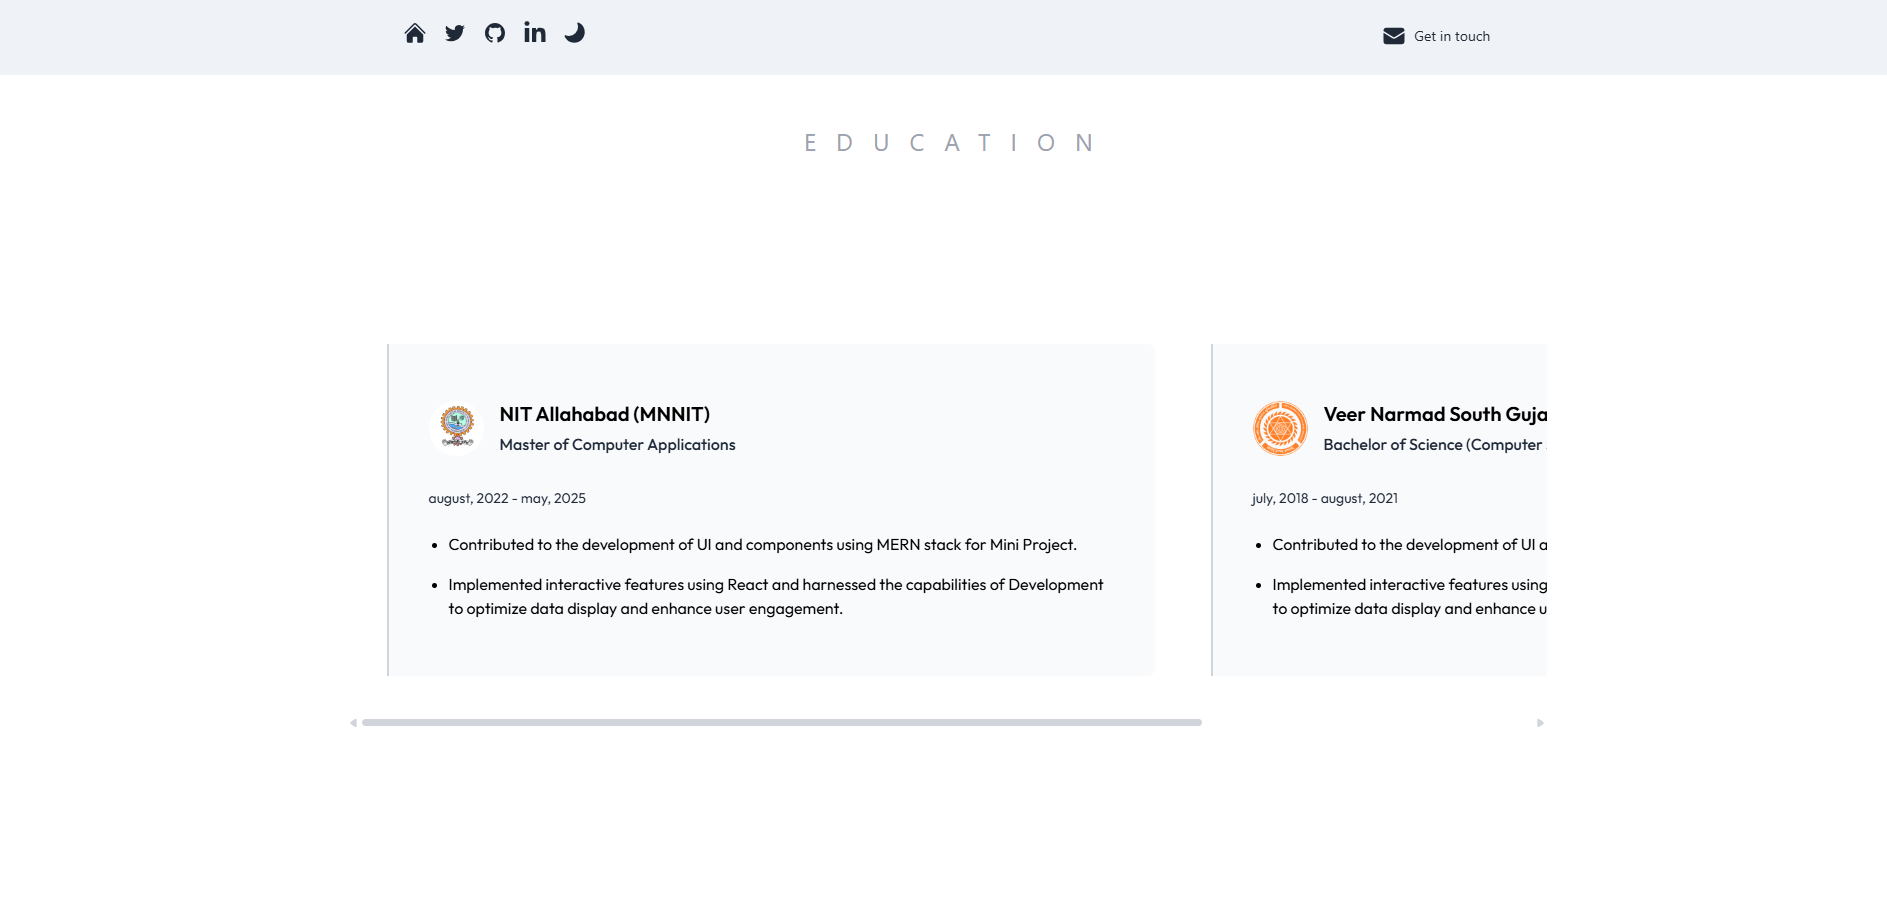 Get in touch
EDUCATION
NIT Allahabad (MNNIT)
Master of Computer Applications
august, 2022 - may, 2025
• Contributed to the development of UI and components using MERN stack for Mini Project.
• Implemented interactive features using React and harnessed the capabilities of Development
to optimize data display and enhance user engagement.
Veer Narmad South Guja
Bachelor of Science (Computer
july, 2018 - august, 2021
• Contributed to the development of UI a
• Implemented interactive features using
to optimize data display and enhance u